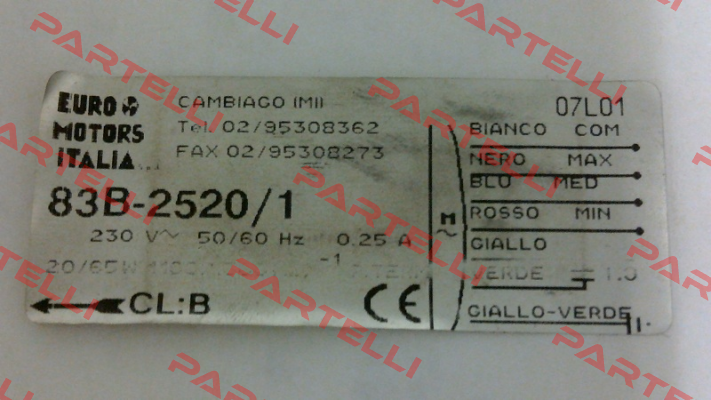 EURO
MOTORS
ITALIA
CAMBIAGO (MI)
Tel. 02/95308362
FAX 02/95308273
83B-2520/1
230 V~ 50/60 Hz 0.25 A
20/65W
-1
CL:B
CE
07L01
BIANCO COM
NERO MAX
BLU MED
ROSSO MIN
GIALLO
VERDE
GIALLO-VERDE
M
~
PARTELLI